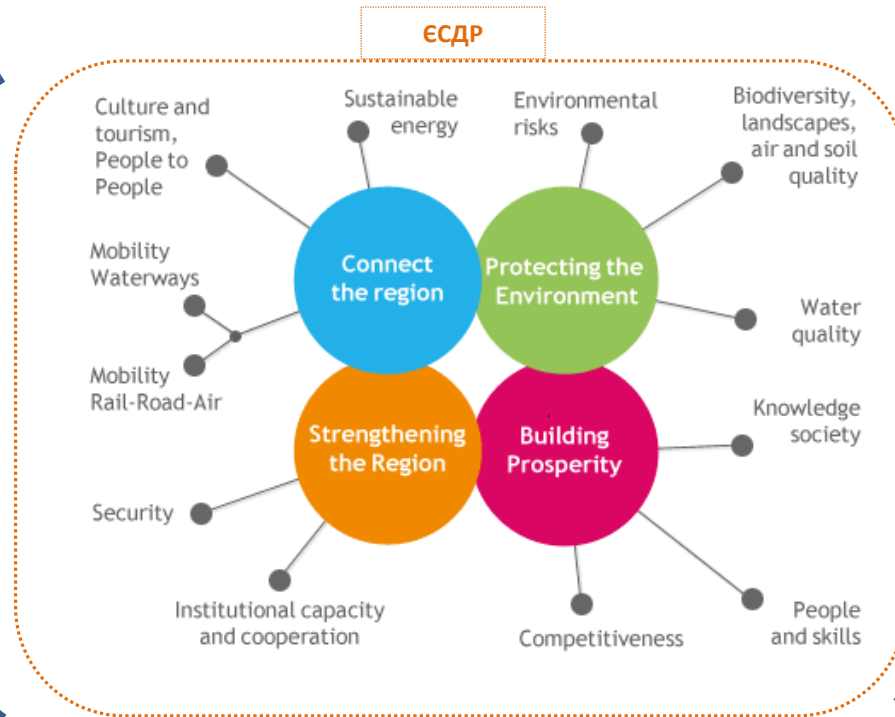 ЄСДР
Culture and
tourism,
People to
People
Sustainable
energy
Environmental
risks
Biodiversity,
landscapes,
air and soil
quality
Mobility
Waterways
Connect
the region
Protecting the
Environment
Water
quality
Mobility
Rail-Road-Air
Strengthening
the Region
Building
Prosperity
Knowledge
society
Security
Institutional capacity
and cooperation
Competitiveness
People
and skills